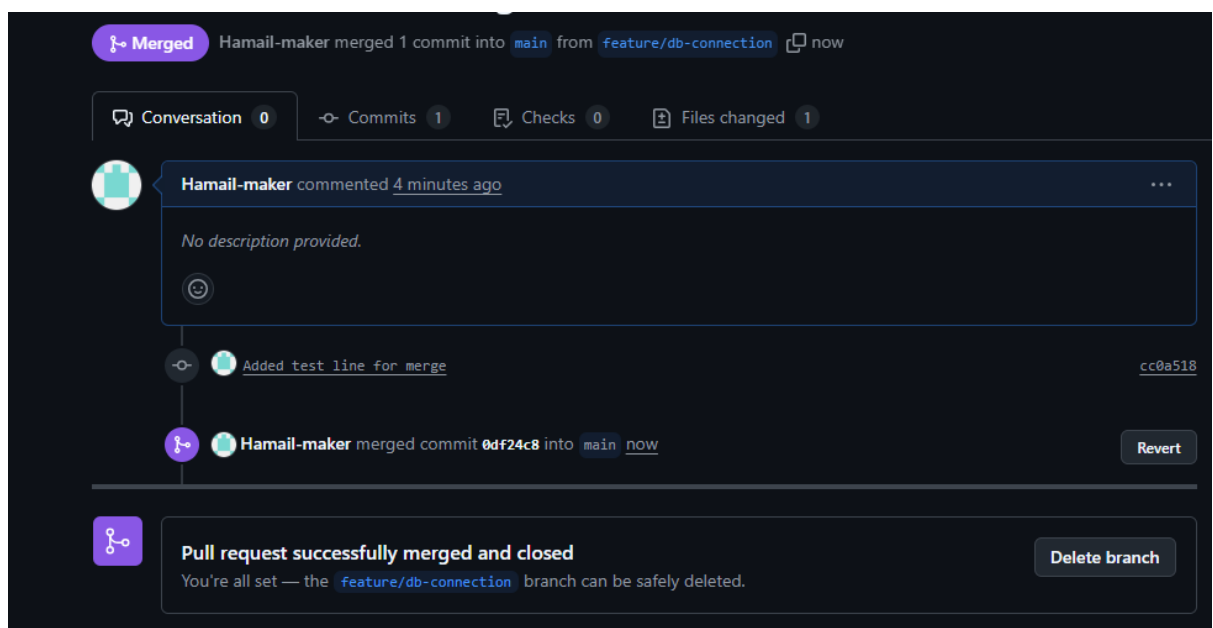 Merged Hamail-maker merged 1 commit into main from feature/db-connection now
Conversation 0 Commits 1 Checks 0 Files changed 1
Hamail-maker commented 4 minutes ago
No description provided.
Added test line for merge cc0a518
Hamail-maker merged commit 0df24c8 into main now Revert
Pull request successfully merged and closed
Delete branch
You're all set — the feature/db-connection branch can be safely deleted.